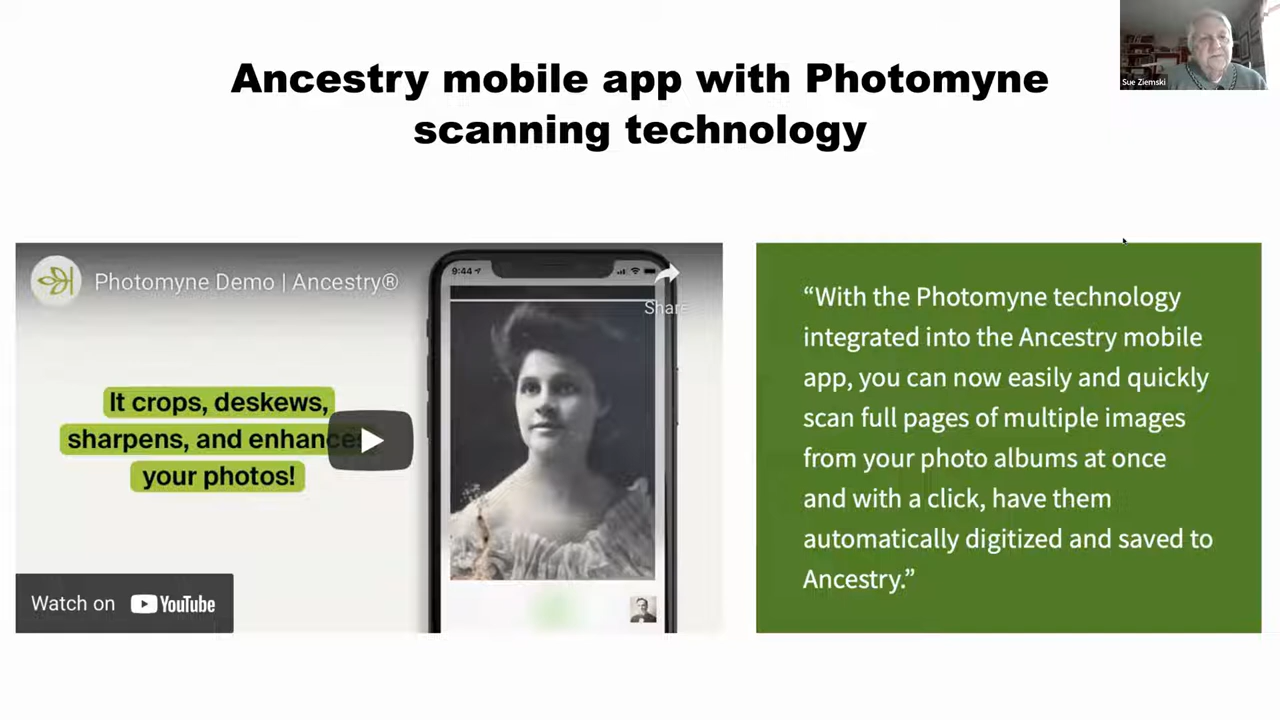 Ancestry mobile app with Photomyne
scanning technology
Sue Ziemski
Photomyne Demo | Ancestry®
9:44
Share
It crops, deskews,
sharpens, and enhances
your photos!
Watch on YouTube
“With the Photomyne technology
integrated into the Ancestry mobile
app, you can now easily and quickly
scan full pages of multiple images
from your photo albums at once
and with a click, have them
automatically digitized and saved to
Ancestry.”